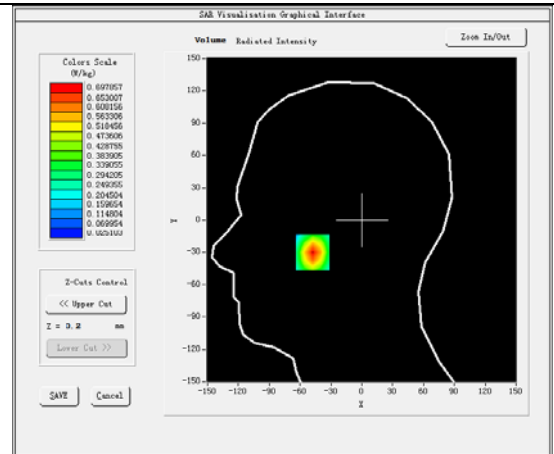 SAR Visualisation Graphical Interface
Volume Radiated Intensity
Zoom In/Out
Colors Scale
(W/kg)
0.697857
0.653007
0.608156
0.563306
0.518456
0.473606
0.428755
0.383905
0.339055
0.294205
0.249355
0.204504
0.159654
0.114804
0.069954
0.025103
Z-Cuts Control
<< Upper Cut
Z = 0.2 mm
Lower Cut >>
SAVE Cancel
150
120
90
60
30
0
-30
-60
-90
-120
-150
Y
-150 -120 -90 -60 -30 0 30 60 90 120 150
X